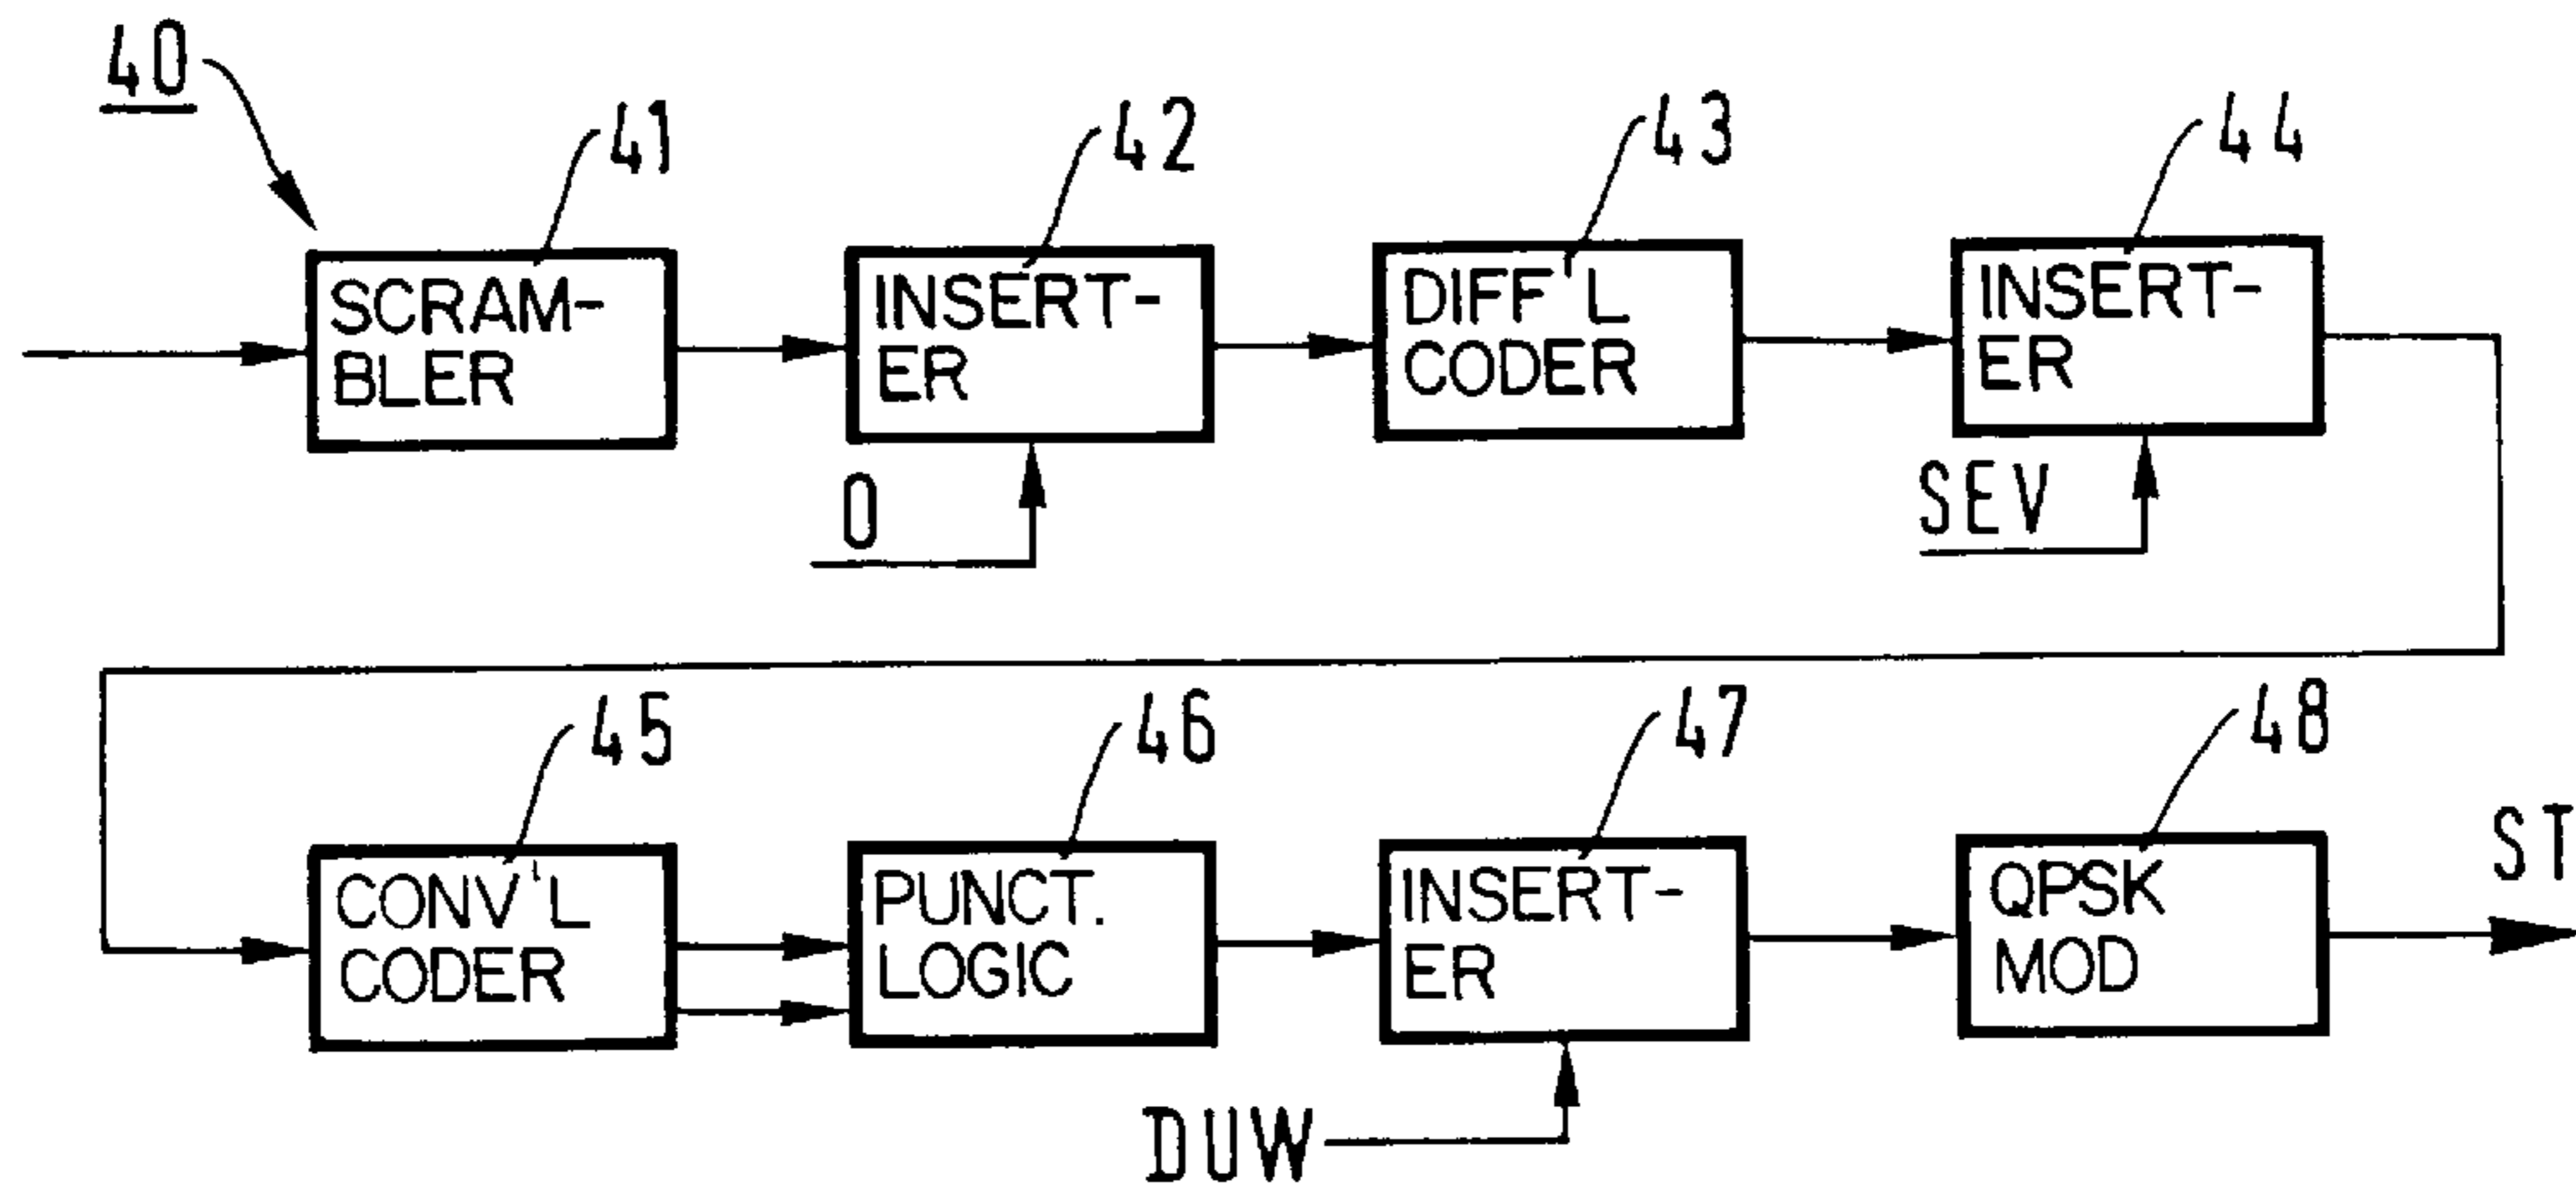 40
41
42
43
44
SCRAM-
BLER
INSERT-
ER
DIFF'L
CODER
INSERT-
ER
0
SEV
45
46
47
48
CONV'L
CODER
PUNCT.
LOGIC
INSERT-
ER
QPSK
MOD
ST
DUW